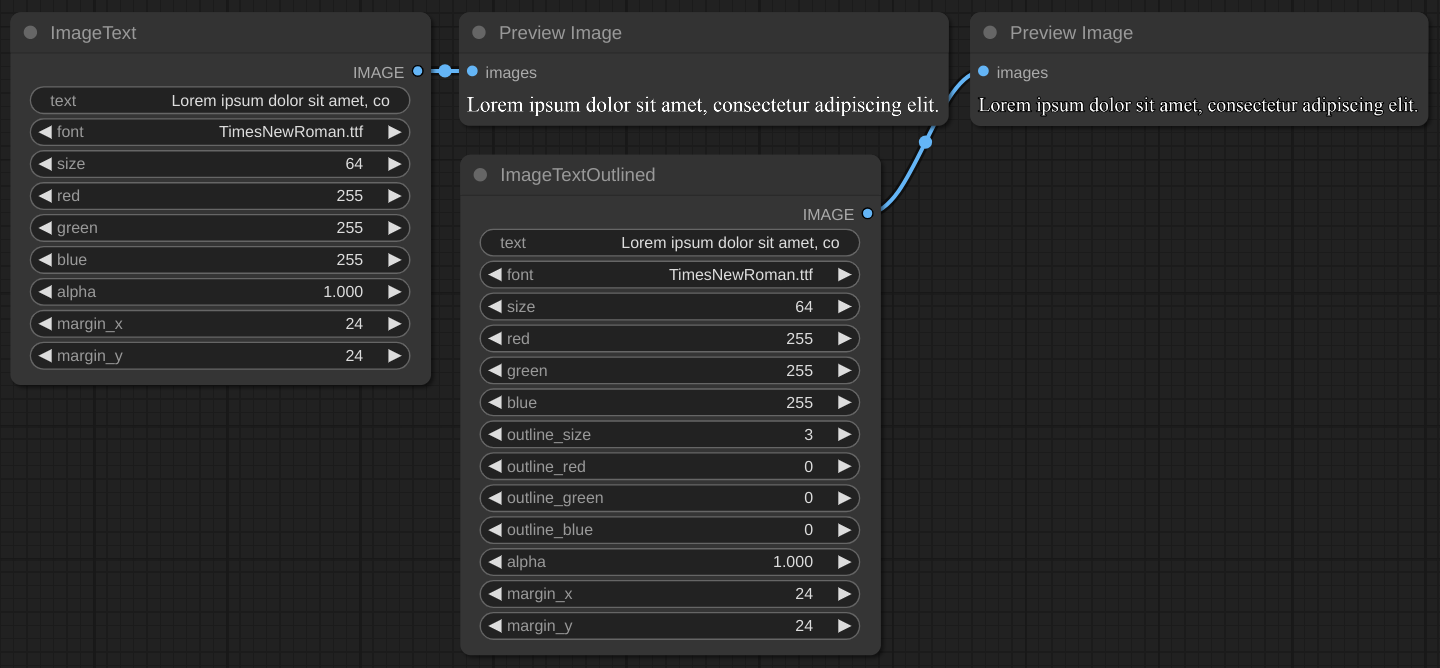 ImageText
IMAGE
text Lorem ipsum dolor sit amet, co
font TimesNewRoman.ttf
size 64
red 255
green 255
blue 255
alpha 1.000
margin_x 24
margin_y 24
Preview Image
images
Lorem ipsum dolor sit amet, consectetur adipiscing elit.
Preview Image
images
Lorem ipsum dolor sit amet, consectetur adipiscing elit.
ImageTextOutlined
IMAGE
text Lorem ipsum dolor sit amet, co
font TimesNewRoman.ttf
size 64
red 255
green 255
blue 255
outline_size 3
outline_red 0
outline_green 0
outline_blue 0
alpha 1.000
margin_x 24
margin_y 24